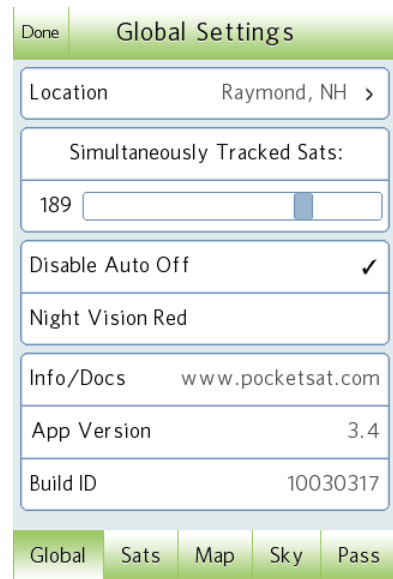 Done Global Settings
Location Raymond, NH >
Simultaneously Tracked Sats:
189
Disable Auto Off ✓
Night Vision Red
Info/Docs www.pocketsat.com
App Version 3.4
Build ID 10030317
Global Sats Map Sky Pass